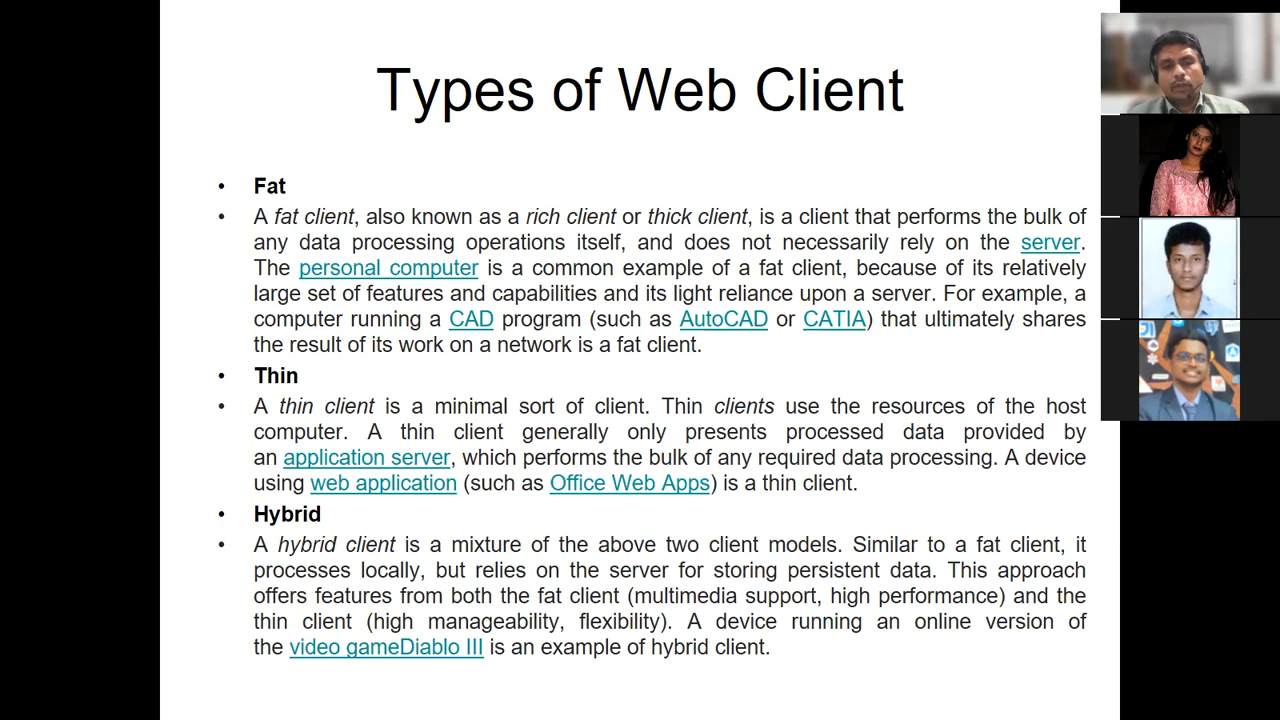 Types of Web Client
• Fat
• A fat client, also known as a rich client or thick client, is a client that performs the bulk of
any data processing operations itself, and does not necessarily rely on the server.
The personal computer is a common example of a fat client, because of its relatively
large set of features and capabilities and its light reliance upon a server. For example, a
computer running a CAD program (such as AutoCAD or CATIA) that ultimately shares
the result of its work on a network is a fat client.
• Thin
• A thin client is a minimal sort of client. Thin clients use the resources of the host
computer. A thin client generally only presents processed data provided by
an application server, which performs the bulk of any required data processing. A device
using web application (such as Office Web Apps) is a thin client.
• Hybrid
• A hybrid client is a mixture of the above two client models. Similar to a fat client, it
processes locally, but relies on the server for storing persistent data. This approach
offers features from both the fat client (multimedia support, high performance) and the
thin client (high manageability, flexibility). A device running an online version of
the video gameDiablo III is an example of hybrid client.